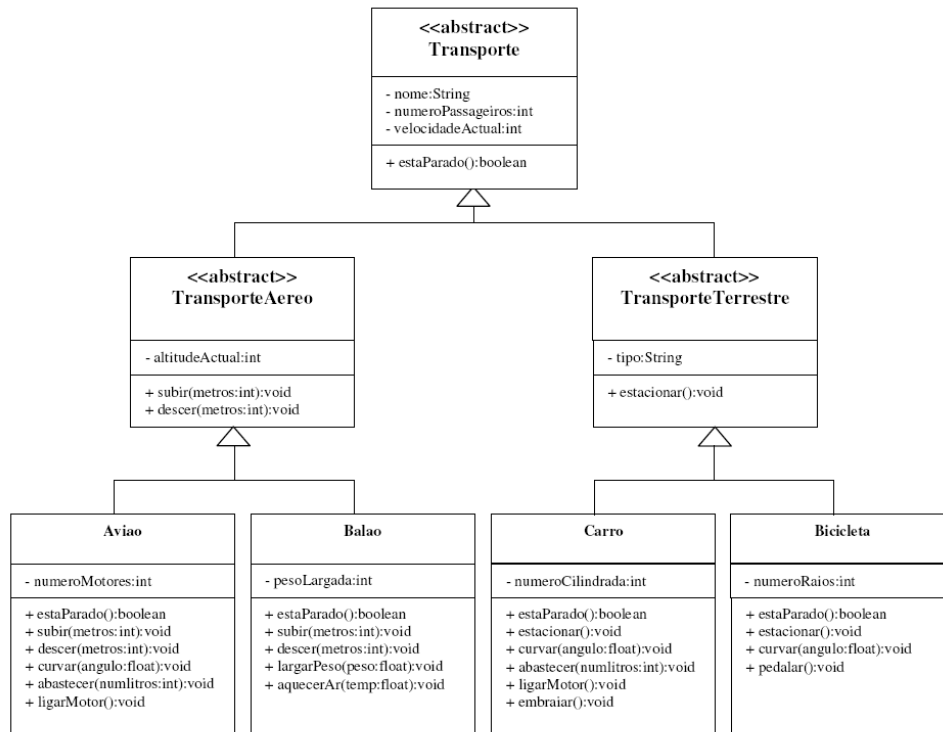 <<abstract>>
Transporte
- nome:String
- numeroPassageiros:int
- velocidadeActual:int
+ estaParado():boolean
<<abstract>>
TransporteAereo
- altitudeActual:int
+ subir(metros:int):void
+ descer(metros:int):void
<<abstract>>
TransporteTerrestre
- tipo:String
+ estacionar():void
Aviao
- numeroMotores:int
+ estaParado():boolean
+ subir(metros:int):void
+ descer(metros:int):void
+ curvar(angulo:float):void
+ abastecer(numlitros:int):void
+ ligarMotor():void
Balao
- pesoLargada:int
+ estaParado():boolean
+ subir(metros:int):void
+ descer(metros:int):void
+ largarPeso(peso:float):void
+ aquecerAr(temp:float):void
Carro
- numeroCilindrada:int
+ estaParado():boolean
+ estacionar():void
+ curvar(angulo:float):void
+ abastecer(numlitros:int):void
+ ligarMotor():void
+ embraiar():void
Bicicleta
- numeroRaios:int
+ estaParado():boolean
+ estacionar():void
+ curvar(angulo:float):void
+ pedalar():void